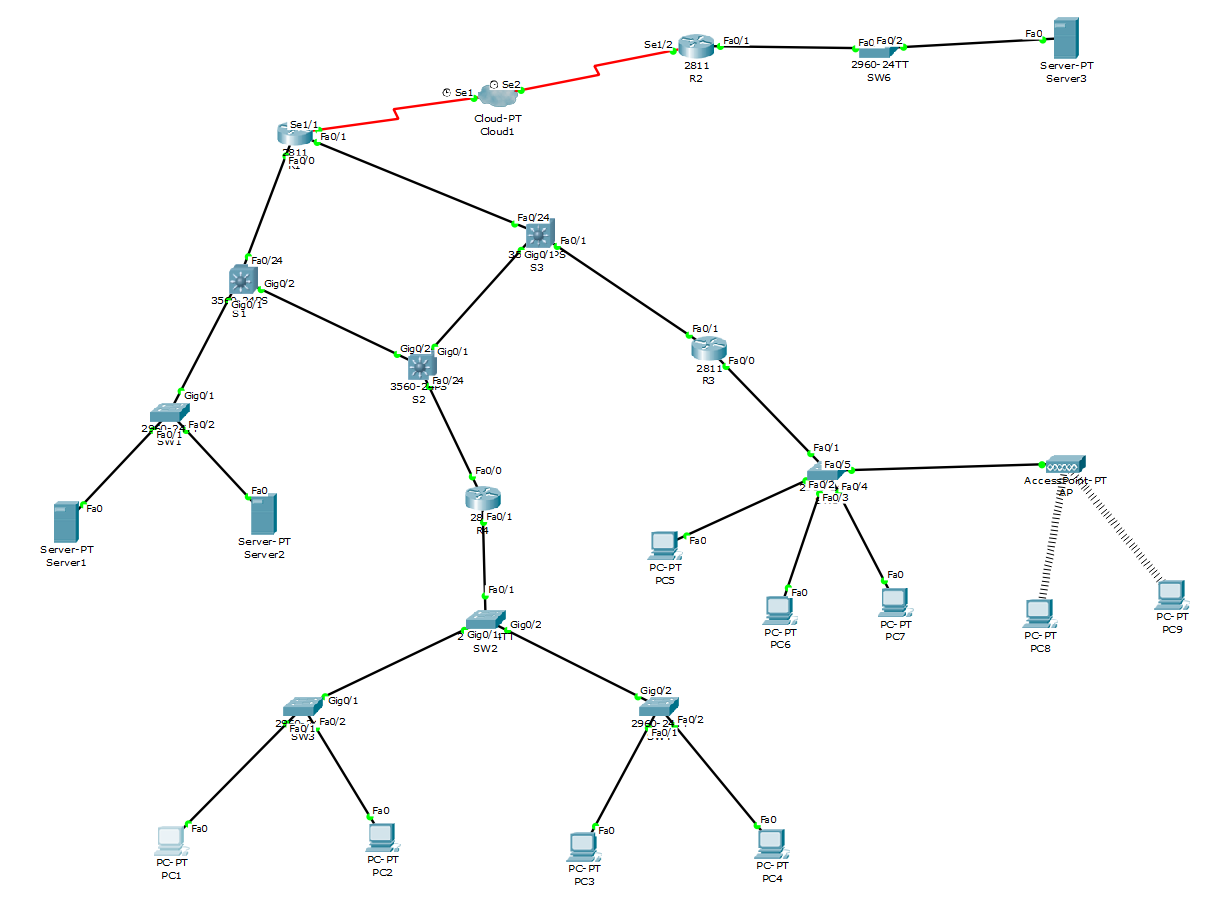 Se1/2
Fa0/1
2811
R2
Fa0
Fa0/2
2960-24TT
SW6
Fa0
Server-PT
Server3
Se1
Se2
Cloud-PT
Cloud1
Se1/1
Fa0/1
2811
Fa0/0
Fa0/24
Gig0/1
Fa0/1
S3
Fa0/24
Gig0/2
Gig0/1
S1
Gig0/2
Gig0/1
Fa0/24
S2
Fa0/1
2811
R3
Fa0/0
Gig0/1
Fa0/2
Fa0/1
SW1
Fa0
Server-PT
Server1
Fa0
Server-PT
Server2
Fa0/0
Fa0/1
R4
Fa0/1
Fa0/5
Fa0/2
Fa0/4
Fa0/3
AccessPoint-PT
AP
Fa0
PC-PT
PC5
Fa0
PC-PT
PC6
Fa0
PC-PT
PC7
PC-PT
PC8
PC-PT
PC9
Fa0/1
Gig0/1
Gig0/2
SW2
Gig0/1
Fa0/2
Fa0/1
SW3
Gig0/2
Fa0/2
Fa0/1
Fa0
PC-PT
PC1
Fa0
PC-PT
PC2
Fa0
PC-PT
PC3
Fa0
PC-PT
PC4